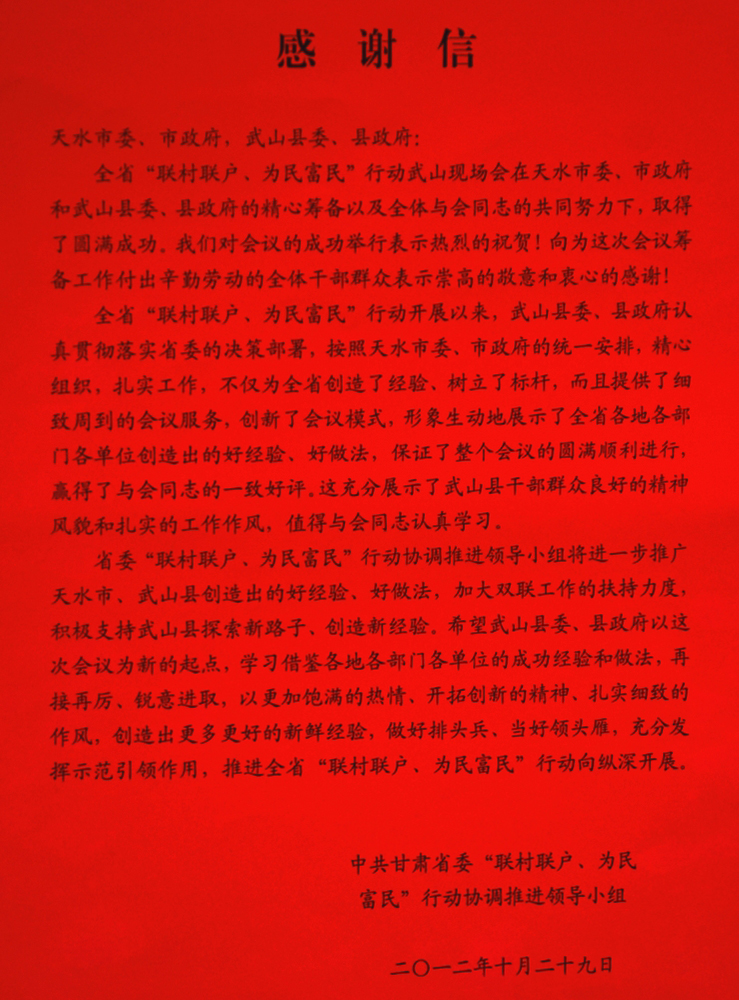 感谢信
天水市委、市政府，武山县委、县政府：
全省“联村联户、为民富民”行动武山现场会在天水市委、市政府
和武山县委、县政府的精心筹备以及全体与会同志的共同努力下，取得
了圆满成功。我们对会议的成功举行表示热烈的祝贺！向为这次会议筹
备工作付出辛勤劳动的全体干部群众表示崇高的敬意和衷心的感谢！
全省“联村联户、为民富民”行动开展以来，武山县委、县政府认
真贯彻落实省委的决策部署，按照天水市委、市政府的统一安排，精心
组织，扎实工作，不仅为全省创造了经验、树立了标杆，而且提供了细
致周到的会议服务，创新了会议模式，形象生动地展示了全省各地各部
门各单位创造出的好经验、好做法，保证了整个会议的圆满顺利进行，
赢得了与会同志的一致好评。这充分展示了武山县干部群众良好的精神
风貌和扎实的工作作风，值得与会同志认真学习。
省委“联村联户、为民富民”行动协调推进领导小组将进一步推广
天水市、武山县创造出的好经验、好做法，加大双联工作的扶持力度，
积极支持武山县探索新路子、创造新经验。希望武山县委、县政府以这
次会议为新的起点，学习借鉴各地各部门各单位的成功经验和做法，再
接再厉、锐意进取，以更加饱满的热情、开拓创新的精神、扎实细致的
作风，创造出更多更好的新鲜经验，做好排头兵、当好领头雁，充分发
挥示范引领作用，推进全省“联村联户、为民富民”行动向纵深开展。
中共甘肃省委“联村联户、为民
富民”行动协调推进领导小组
二〇一二年十月二十九日